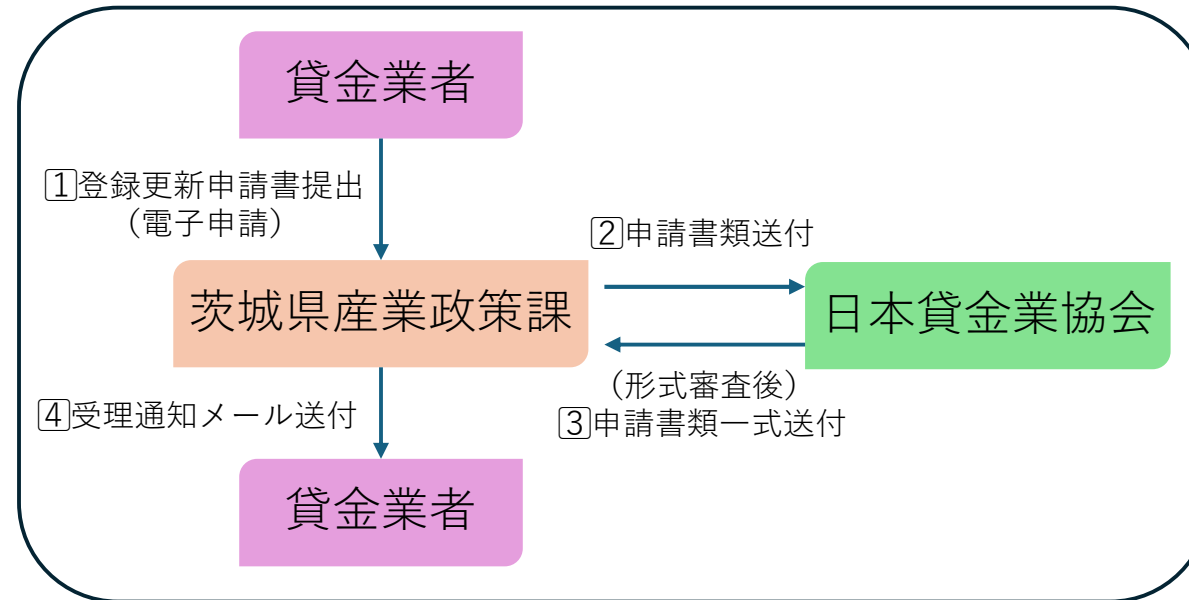 貸金業者
1登録更新申請書提出
（電子申請）
2申請書類送付
茨城県産業政策課
日本貸金業協会
（形式審査後）
3申請書類一式送付
4受理通知メール送付
貸金業者